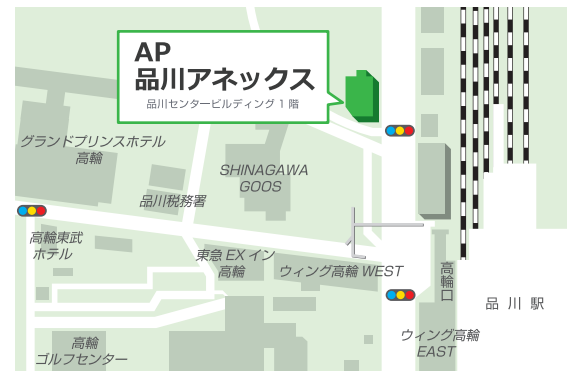 AP
品川アネックス
品川センタービルディング1階
グランドプリンスホテル
高輪
SHINAGAWA
GOOS
品川税務署
高輪東武
ホテル
東急EXイン
高輪
ウィング高輪 WEST
高輪口
品川駅
ウィング高輪
EAST
高輪
ゴルフセンター